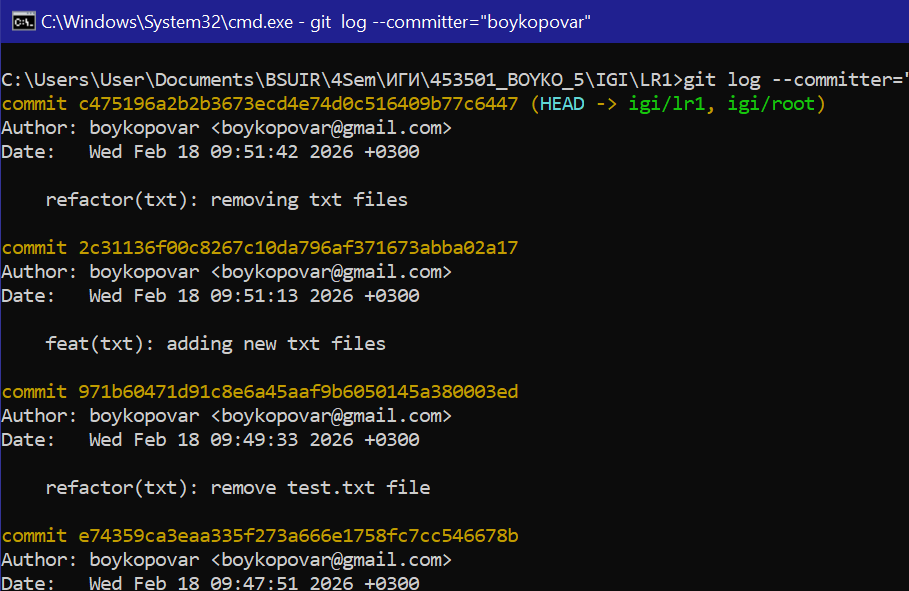 C:\Windows\System32\cmd.exe - git  log --committer="boykopovar"
C:\Users\User\Documents\BSUIR\4Sem\ИГИ\453501_BOYKO_5\IGI\LR1>git log --committer="
commit c475196a2b2b3673ecd4e74d0c516409b77c6447 (HEAD -> igi/lr1, igi/root)
Author: boykopovar <boykopovar@gmail.com>
Date:   Wed Feb 18 09:51:42 2026 +0300
    refactor(txt): removing txt files
commit 2c31136f00c8267c10da796af371673abba02a17
Author: boykopovar <boykopovar@gmail.com>
Date:   Wed Feb 18 09:51:13 2026 +0300
    feat(txt): adding new txt files
commit 971b60471d91c8e6a45aaf9b6050145a380003ed
Author: boykopovar <boykopovar@gmail.com>
Date:   Wed Feb 18 09:49:33 2026 +0300
    refactor(txt): remove test.txt file
commit e74359ca3eaa335f273a666e1758fc7cc546678b
Author: boykopovar <boykopovar@gmail.com>
Date:   Wed Feb 18 09:47:51 2026 +0300